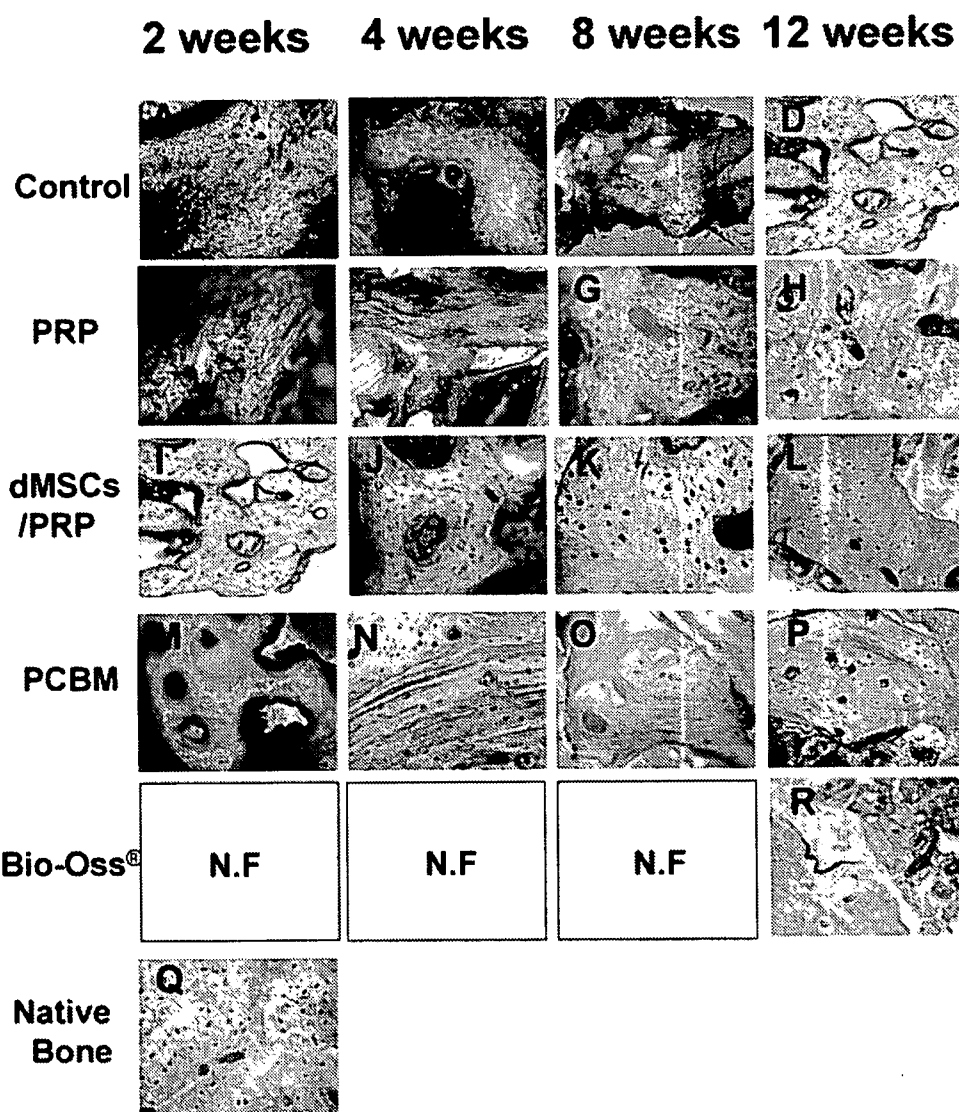 2 weeks 4 weeks 8 weeks 12 weeks
Control
D
PRP
F G H
dMSCs
/PRP
I J K L
PCBM
M N O P
Bio-Oss®
N.F N.F N.F R
Native
Bone
Q